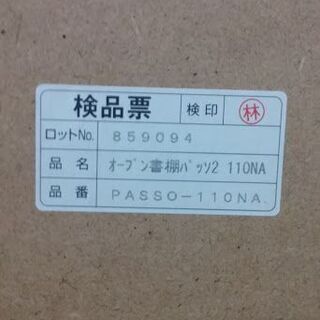 検品票 検印 林
ロットNo. 859094
品名 ｵｰﾌﾟﾝ書棚ﾊﾟｯｿ2 110NA
品番 PASSO-110NA.